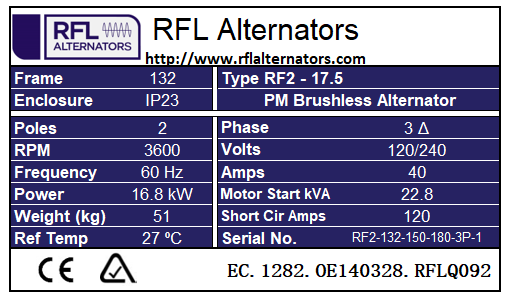 RFL
ALTERNATORS
RFL Alternators
http://www.rflalternators.com
Frame 132 Type RF2 - 17.5
Enclosure IP23 PM Brushless Alternator
Poles 2 Phase 3 Δ
RPM 3600 Volts 120/240
Frequency 60 Hz Amps 40
Power 16.8 kW Motor Start kVA 22.8
Weight (kg) 51 Short Cir Amps 120
Ref Temp 27 ºC Serial No. RF2-132-150-180-3P-1
CE EC. 1282. 0E140328. RFLQ092